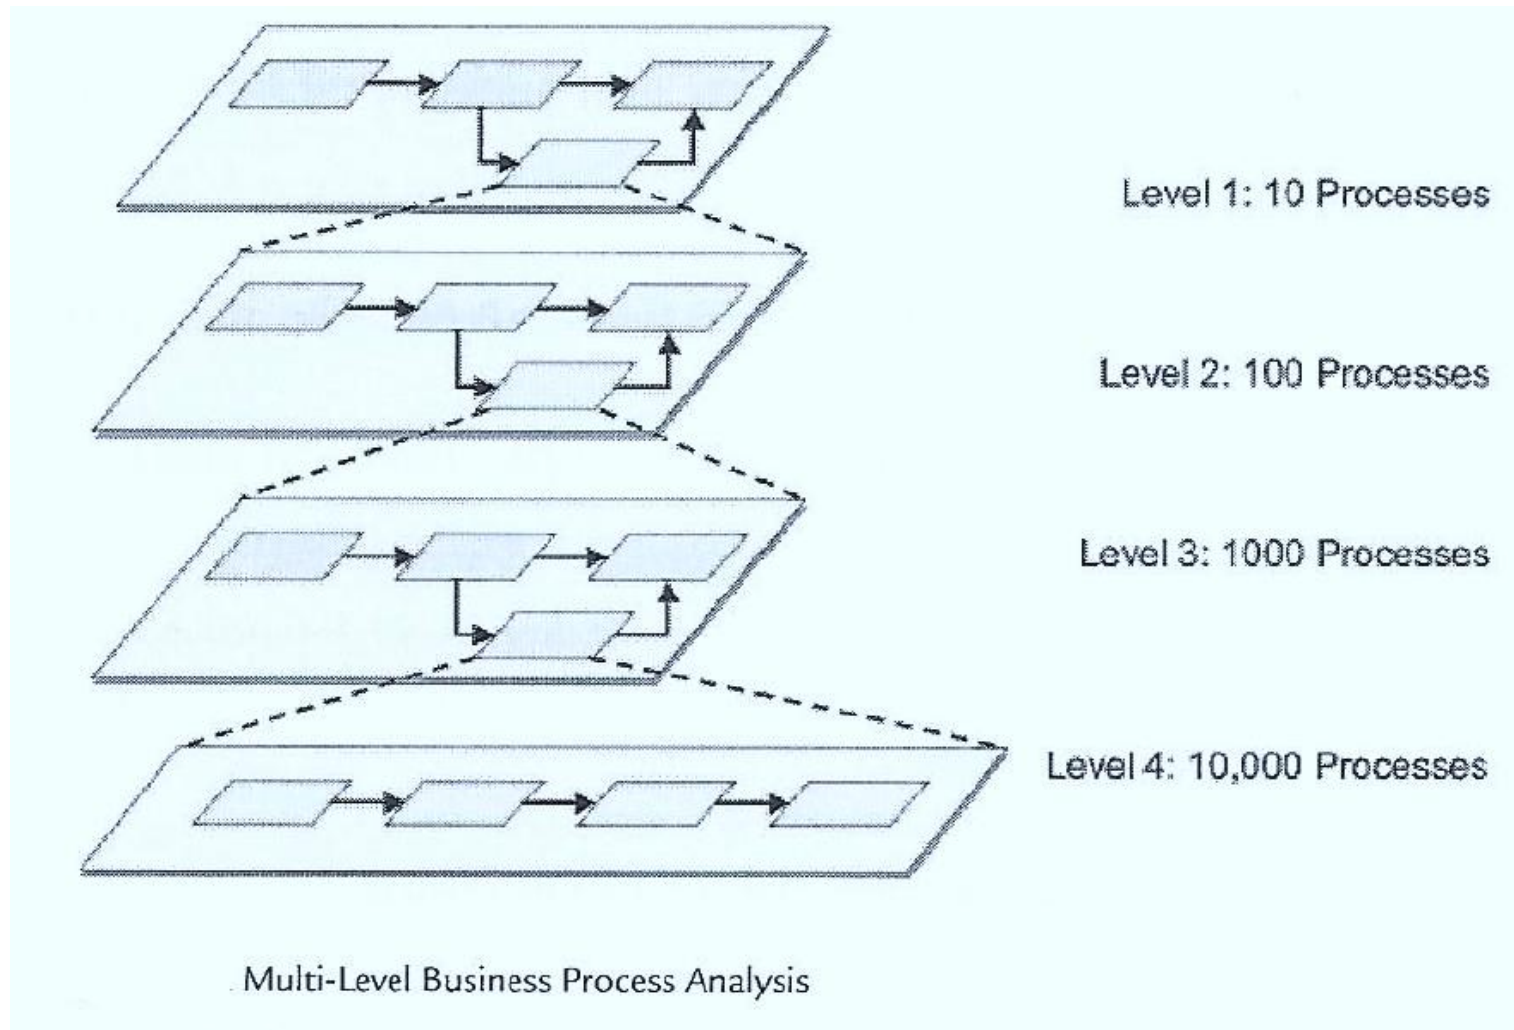 Level 1: 10 Processes
Level 2: 100 Processes
Level 3: 1000 Processes
Level 4: 10,000 Processes
Multi-Level Business Process Analysis